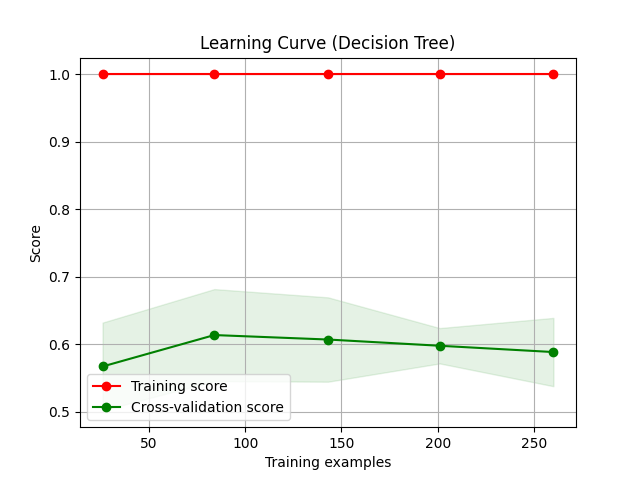 Learning Curve (Decision Tree)
Score
1.0
0.9
0.8
0.7
0.6
0.5
Training score
Cross-validation score
50
100
150
200
250
Training examples